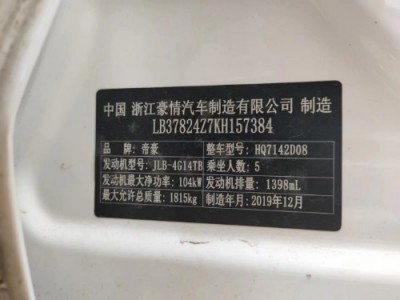 中国 浙江豪情汽车制造有限公司 制造
LB37824Z7KH157384
品 牌: 帝豪 整车型号: HQ7142D08
发动机型号: JLB-4G14TB 乘坐人数: 5
发动机最大净功率: 104kW 发动机排量: 1398mL
最大允许总质量: 1815kg 制造年月: 2019年12月